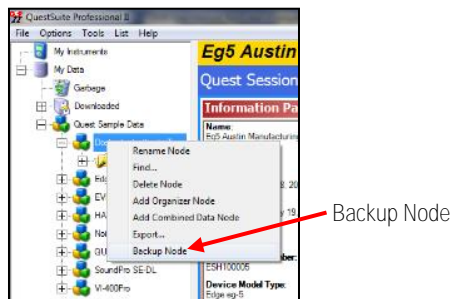 QuestSuite Professional II
File Options Tools List Help
My Instruments
My Data
Garbage
Downloaded
Quest Sample Data
Rename Node
Find...
Delete Node
Add Organizer Node
Add Combined Data Node
Export...
Backup Node
SoundPro SE-DL
VI-400Pro
Eg5 Austin
Quest Session
Information Pa
Name:
Eg5 Austin Manufacturing
ESH100005
Device Model Type:
Edge eg-5
Backup Node